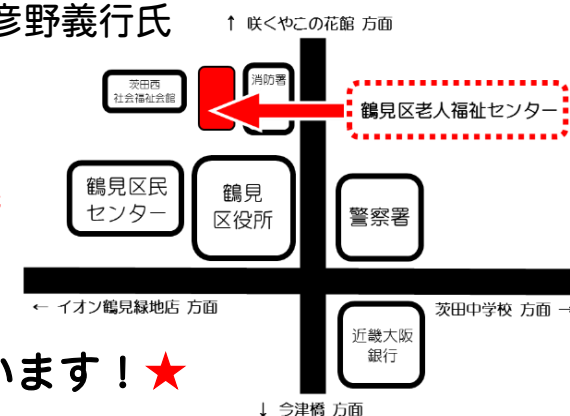 彦野義行氏
↑ 咲くやこの花館 方面
茨田西
社会福祉会館
消防署
鶴見区老人福祉センター
鶴見区民
センター
鶴見
区役所
警察署
← イオン鶴見緑地店 方面
茨田中学校 方面 →
近畿大阪
銀行
います！★
↓ 今津橋 方面